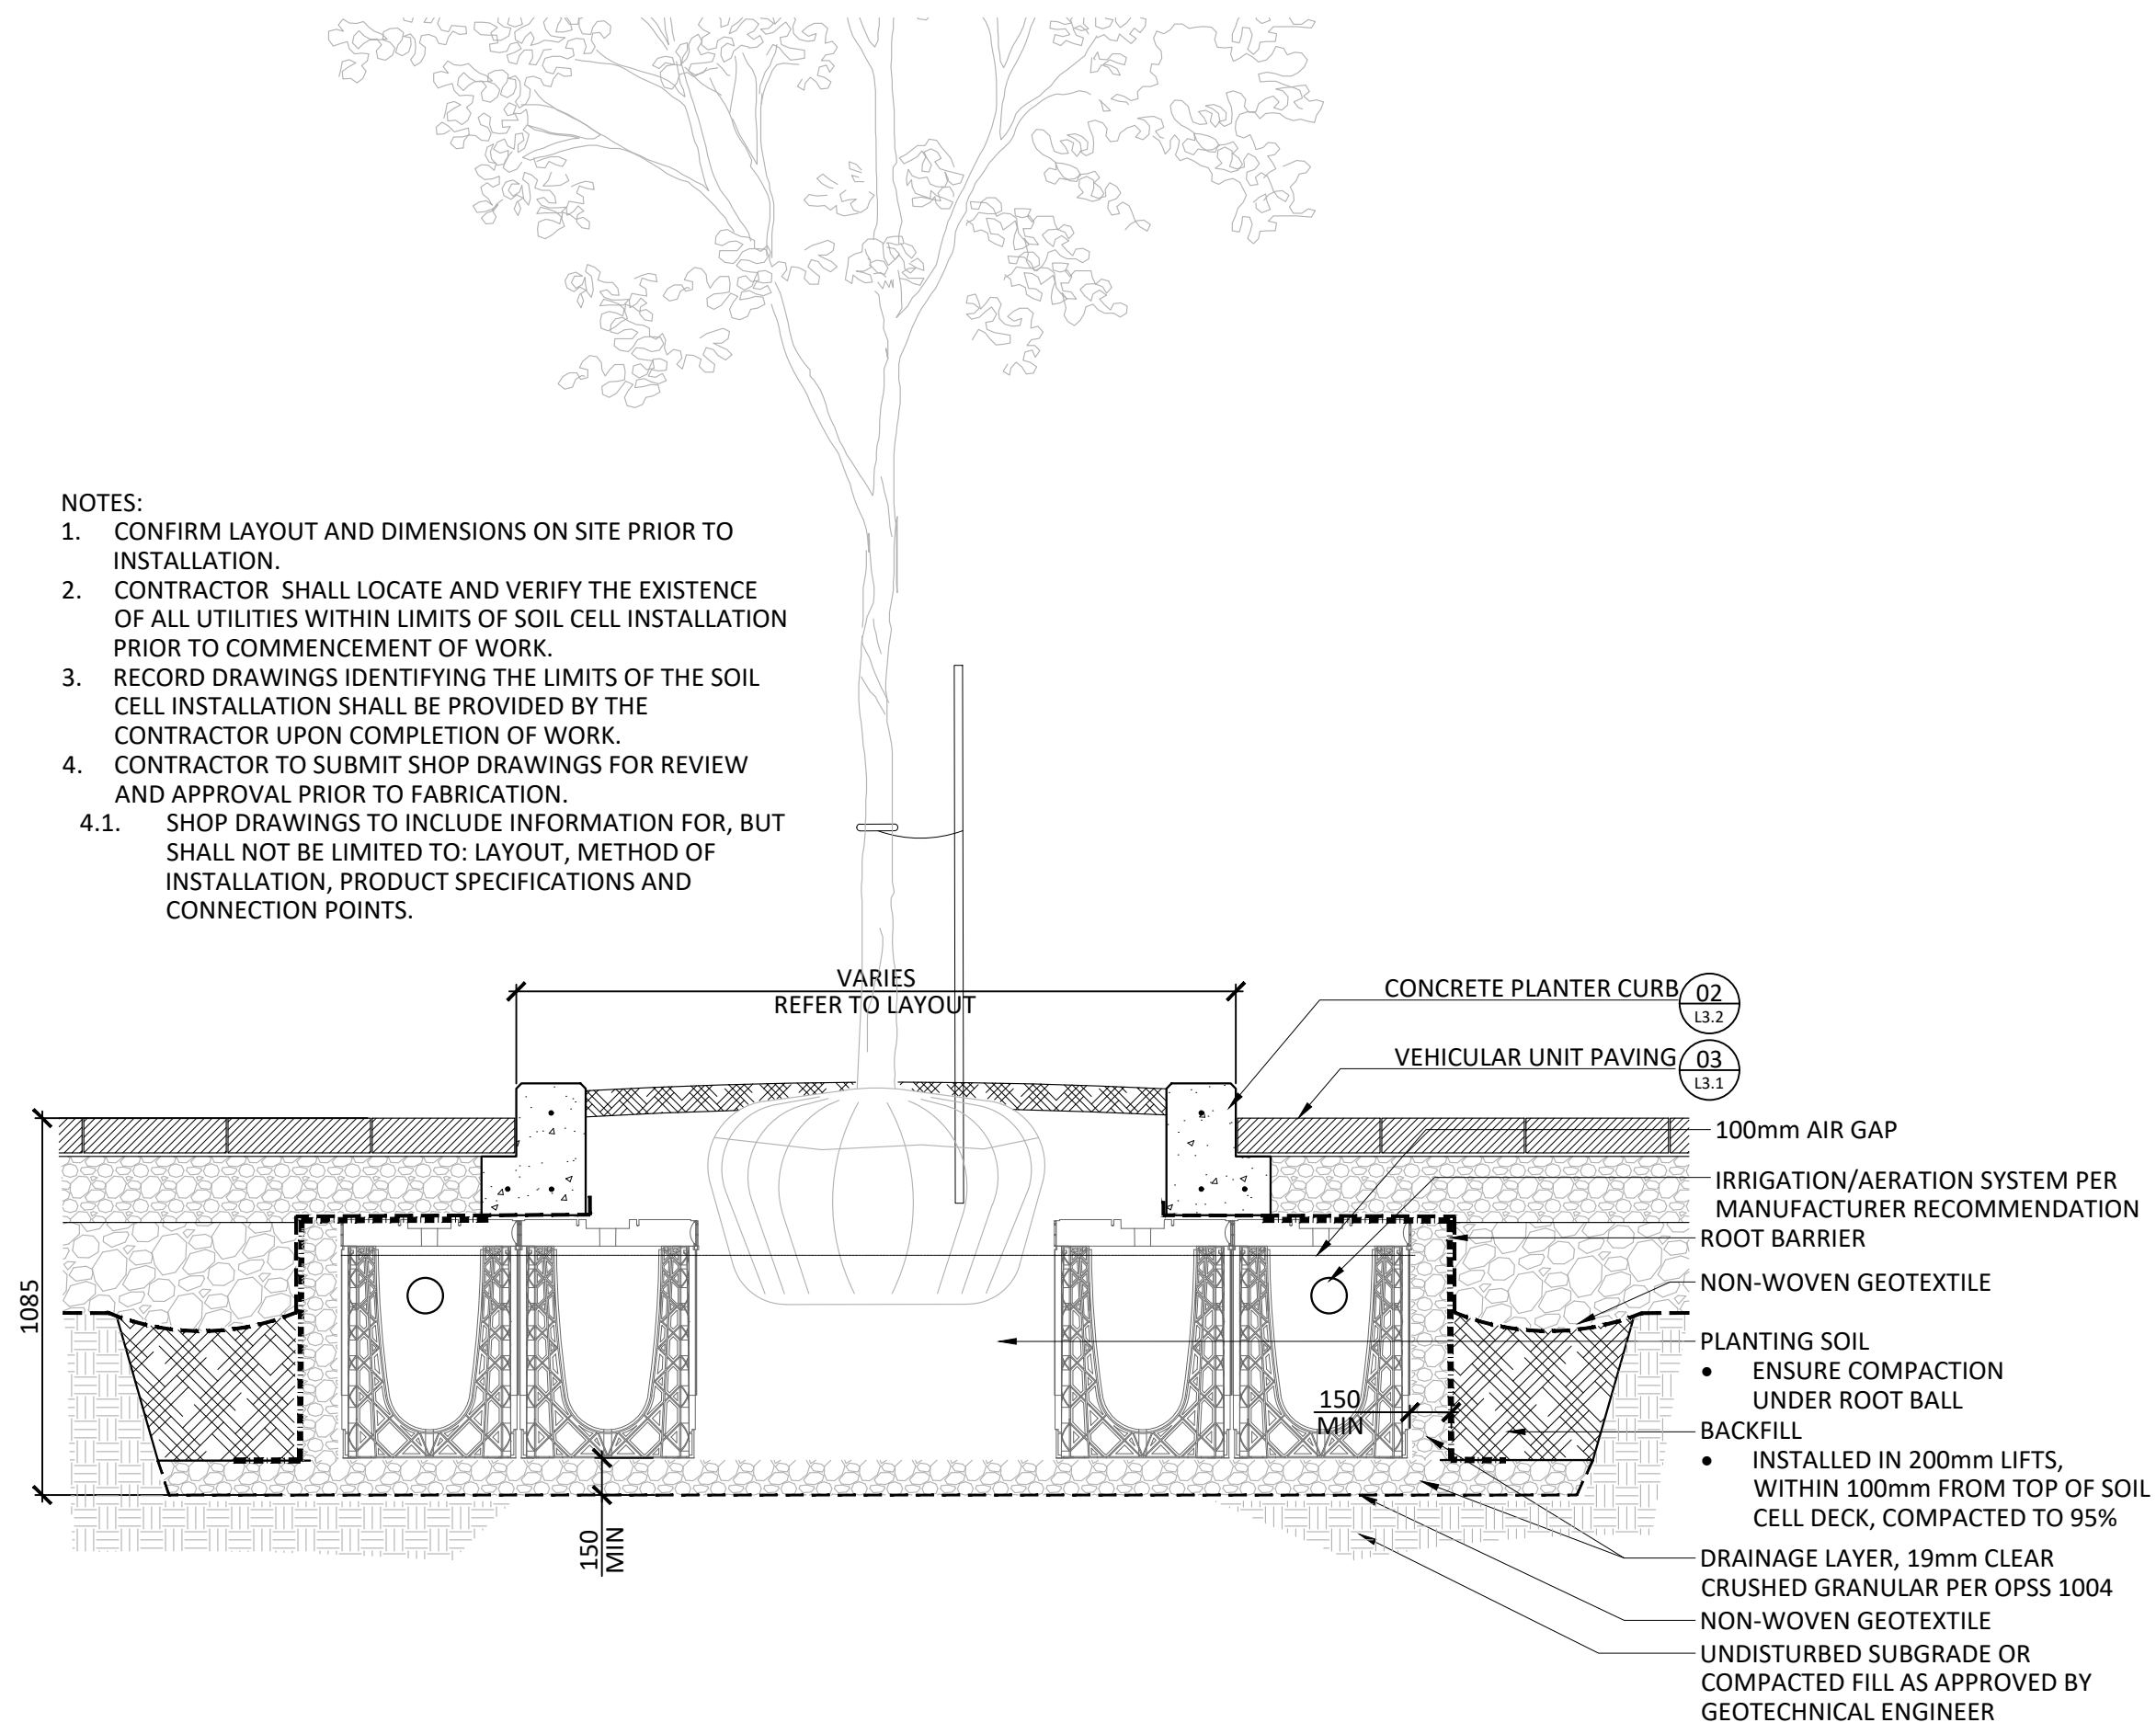 NOTES:
1. CONFIRM LAYOUT AND DIMENSIONS ON SITE PRIOR TO
INSTALLATION.
2. CONTRACTOR SHALL LOCATE AND VERIFY THE EXISTENCE
OF ALL UTILITIES WITHIN LIMITS OF SOIL CELL INSTALLATION
PRIOR TO COMMENCEMENT OF WORK.
3. RECORD DRAWINGS IDENTIFYING THE LIMITS OF THE SOIL
CELL INSTALLATION SHALL BE PROVIDED BY THE
CONTRACTOR UPON COMPLETION OF WORK.
4. CONTRACTOR TO SUBMIT SHOP DRAWINGS FOR REVIEW
AND APPROVAL PRIOR TO FABRICATION.
4.1. SHOP DRAWINGS TO INCLUDE INFORMATION FOR, BUT
SHALL NOT BE LIMITED TO: LAYOUT, METHOD OF
INSTALLATION, PRODUCT SPECIFICATIONS AND
CONNECTION POINTS.
VARIES
REFER TO LAYOUT
CONCRETE PLANTER CURB
02
L3.2
VEHICULAR UNIT PAVING
03
L3.1
100mm AIR GAP
IRRIGATION/AERATION SYSTEM PER
MANUFACTURER RECOMMENDATION
ROOT BARRIER
NON-WOVEN GEOTEXTILE
PLANTING SOIL
• ENSURE COMPACTION
UNDER ROOT BALL
BACKFILL
• INSTALLED IN 200mm LIFTS,
WITHIN 100mm FROM TOP OF SOIL
CELL DECK, COMPACTED TO 95%
DRAINAGE LAYER, 19mm CLEAR
CRUSHED GRANULAR PER OPSS 1004
NON-WOVEN GEOTEXTILE
UNDISTURBED SUBGRADE OR
COMPACTED FILL AS APPROVED BY
GEOTECHNICAL ENGINEER
1085
150
MIN
150
MIN